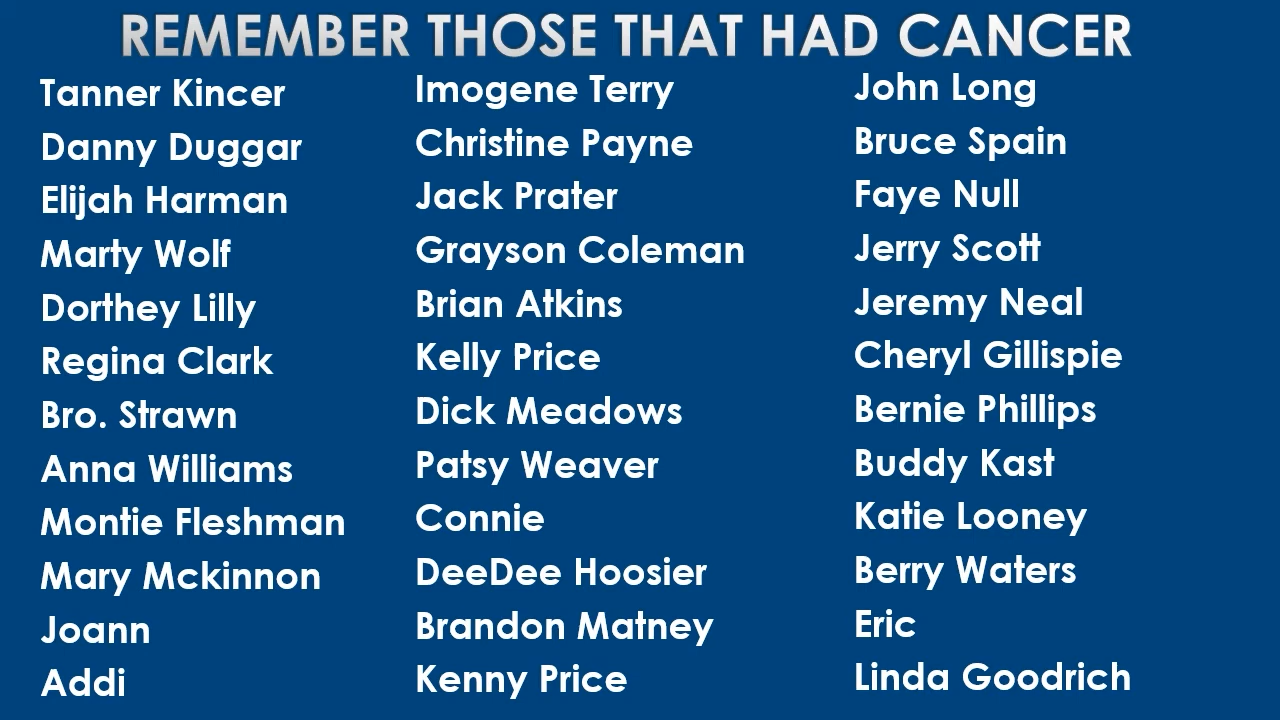 REMEMBER THOSE THAT HAD CANCER
Tanner Kincer
Danny Duggar
Elijah Harman
Marty Wolf
Dorthey Lilly
Regina Clark
Bro. Strawn
Anna Williams
Montie Fleshman
Mary Mckinnon
Joann
Addi
Imogene Terry
Christine Payne
Jack Prater
Grayson Coleman
Brian Atkins
Kelly Price
Dick Meadows
Patsy Weaver
Connie
DeeDee Hoosier
Brandon Matney
Kenny Price
John Long
Bruce Spain
Faye Null
Jerry Scott
Jeremy Neal
Cheryl Gillispie
Bernie Phillips
Buddy Kast
Katie Looney
Berry Waters
Eric
Linda Goodrich